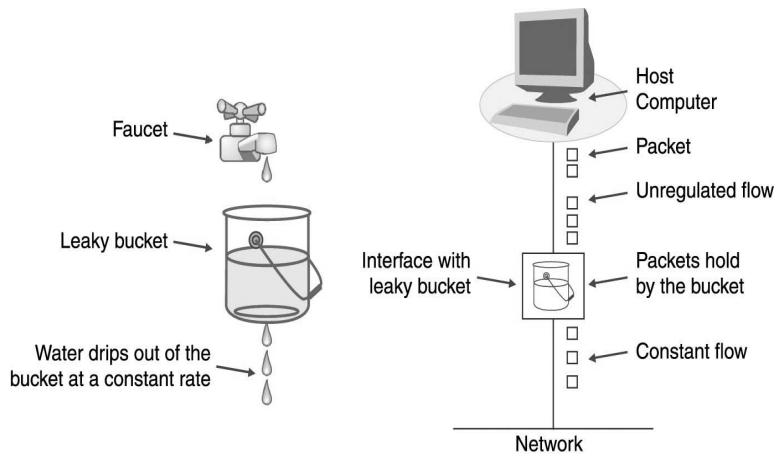 Faucet
Leaky bucket
Water drips out of the
bucket at a constant rate
Host
Computer
Packet
Unregulated flow
Interface with
leaky bucket
Packets hold
by the bucket
Constant flow
Network